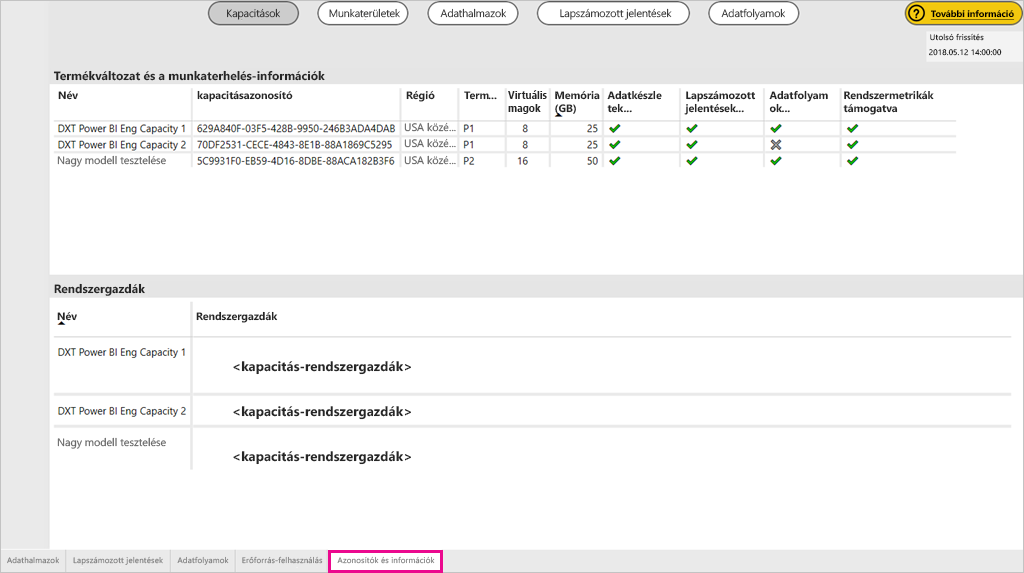 Kapacitások Munkaterületek Adathalmazok Lapszámozott jelentések Adatfolyamok ? További információ
Utolsó frissítés
2018.05.12 14:00:00
Termékváltozat és a munkaterhelés-információk
Név kapacitásazonosító Régió Term... Virtuális Memória Adatkészle Lapszámozott Adatfolyam Rendszermetrikák
magok (GB) tek... jelentések... ok... támogatva
DXT Power BI Eng Capacity 1 629A840F-03F5-428B-9950-246B3ADA4DAB USA közé... P1 8 25
DXT Power BI Eng Capacity 2 70DF2531-CECE-4843-8E1B-88A1869C5295 USA közé... P1 8 25
Nagy modell tesztelése 5C9931F0-EB59-4D16-8DBE-88ACA182B3F6 USA közé... P2 16 50
Rendszergazdák
Név Rendszergazdák
DXT Power BI Eng Capacity 1
<kapacitás-rendszergazdák>
DXT Power BI Eng Capacity 2 <kapacitás-rendszergazdák>
Nagy modell tesztelése
<kapacitás-rendszergazdák>
Adathalmazok Lapszámozott jelentések Adatfolyamok Erőforrás-felhasználás Azonosítók és információk